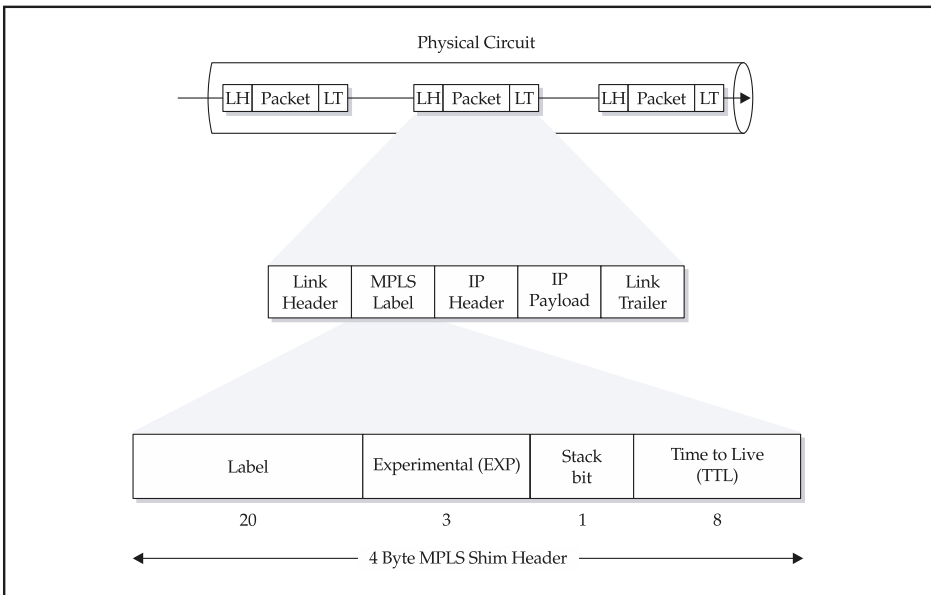 Physical Circuit
LH Packet LT LH Packet LT LH Packet LT
Link Header MPLS Label IP Header IP Payload Link Trailer
Label Experimental (EXP) Stack bit Time to Live (TTL)
20 3 1 8
4 Byte MPLS Shim Header